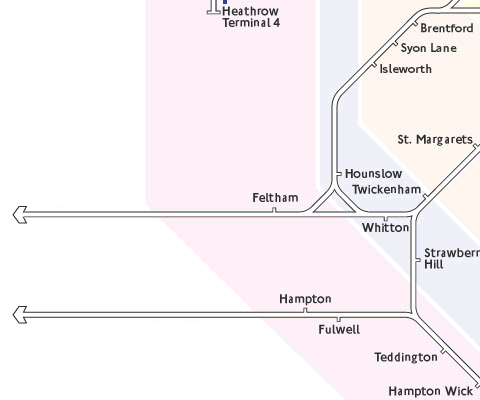 Heathrow
Terminal 4
Brentford
Syon Lane
Isleworth
St. Margarets
Hounslow
Twickenham
Feltham
Whitton
Strawberr
Hill
Hampton
Fulwell
Teddington
Hampton Wick